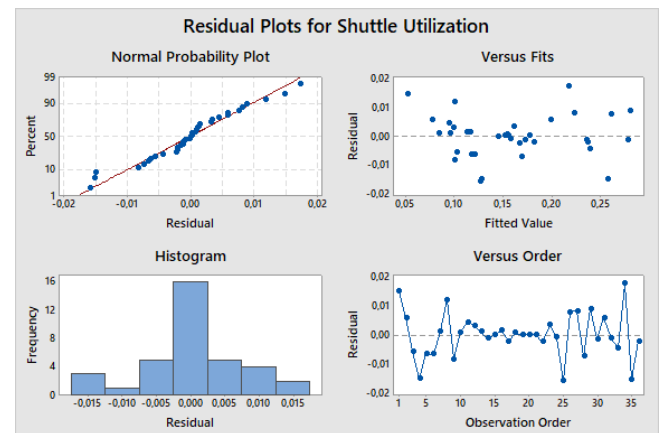 Residual Plots for Shuttle Utilization
Normal Probability Plot
99
90
50
10
1
Percent
-0,02 -0,01 0,00 0,01 0,02
Residual
Versus Fits
0,02
0,01
0,00
-0,01
-0,02
Residual
0,05 0,10 0,15 0,20 0,25
Fitted Value
Histogram
16
12
8
4
0
Frequency
-0,015 -0,010 -0,005 0,000 0,005 0,010 0,015
Residual
Versus Order
0,02
0,01
0,00
-0,01
-0,02
Residual
1 5 10 15 20 25 30 35
Observation Order